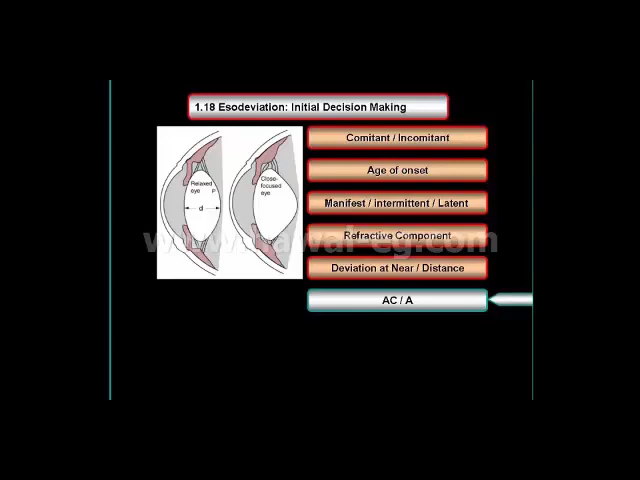 1.18 Esodeviation: Initial Decision Making
Comitant / Incomitant
Age of onset
Manifest / intermittent / Latent
Refractive Component
Deviation at Near / Distance
AC / A
Relaxed
eye
P
d
Close-
focused
eye